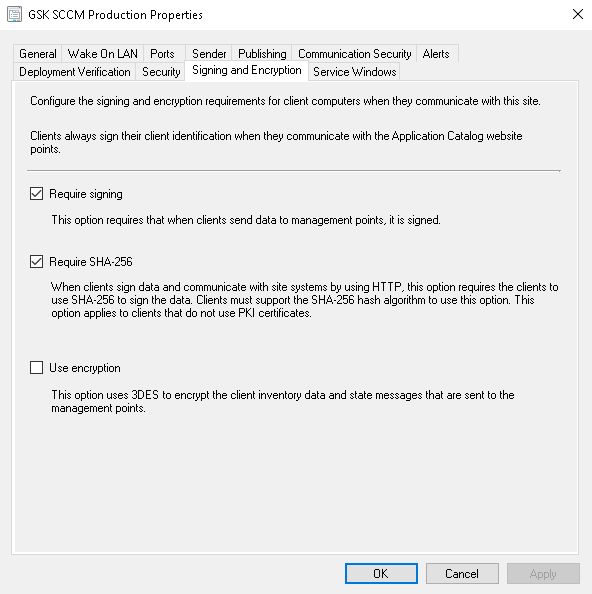 GSK SCCM Production Properties
General Wake On LAN Ports Sender Publishing Communication Security Alerts
Deployment Verification Security Signing and Encryption Service Windows
Configure the signing and encryption requirements for client computers when they communicate with this site.
Clients always sign their client identification when they communicate with the Application Catalog website
points.
Require signing
This option requires that when clients send data to management points, it is signed.
Require SHA-256
When clients sign data and communicate with site systems by using HTTP, this option requires the clients to
use SHA-256 to sign the data. Clients must support the SHA-256 hash algorithm to use this option. This
option applies to clients that do not use PKI certificates.
Use encryption
This option uses 3DES to encrypt the client inventory data and state messages that are sent to the
management points.
OK Cancel Apply